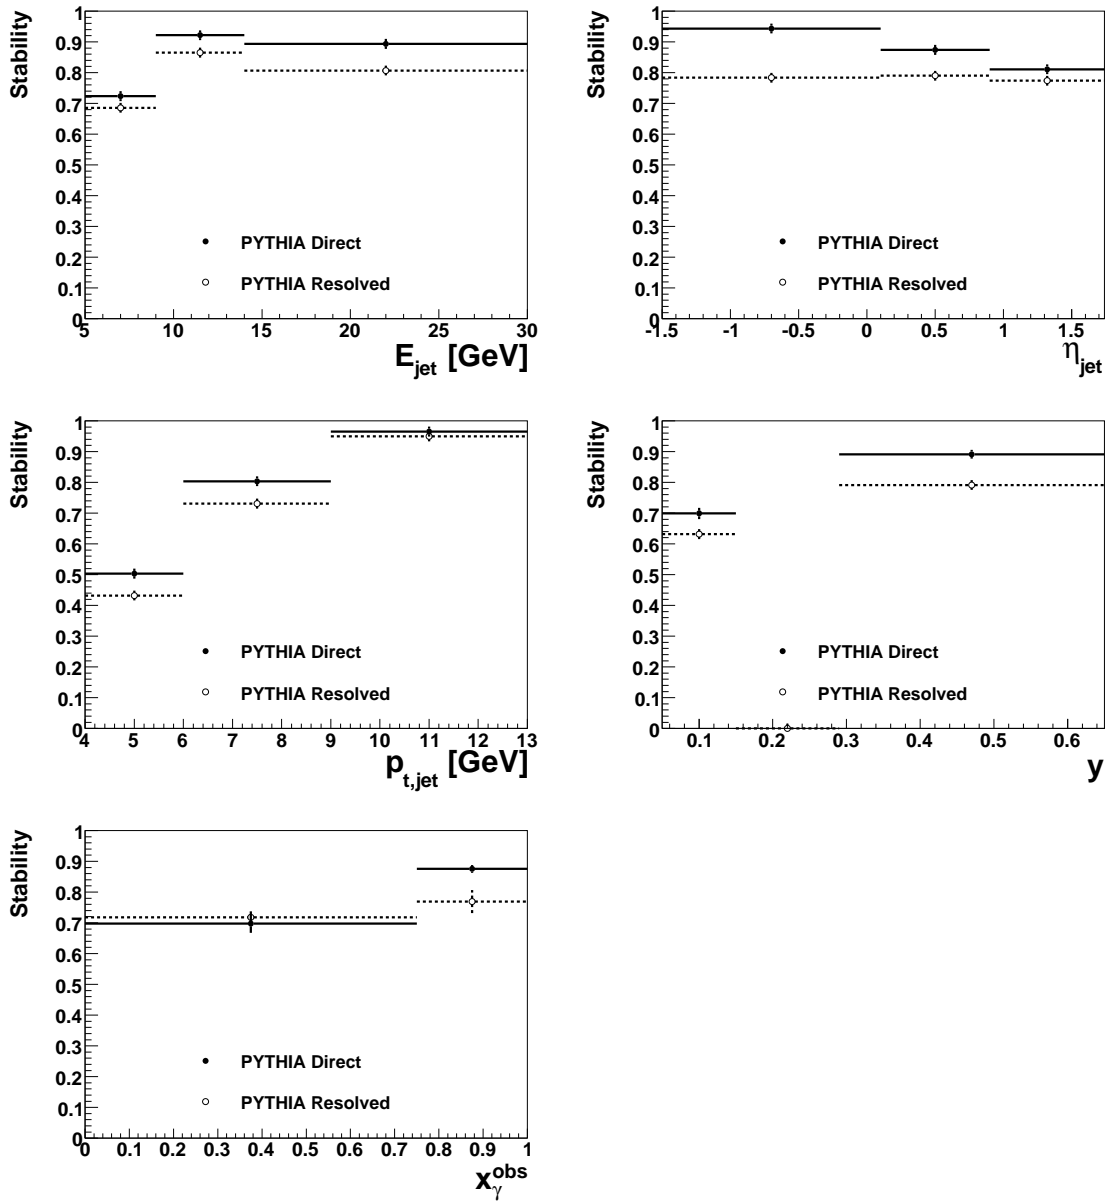 Stability
1
0.9
0.8
0.7
0.6
0.5
0.4
0.3
0.2
0.1
0
PYTHIA Direct
PYTHIA Resolved
5 10 15 20 25 30
E_jet [GeV]
Stability
1
0.9
0.8
0.7
0.6
0.5
0.4
0.3
0.2
0.1
0
PYTHIA Direct
PYTHIA Resolved
-1.5 -1 -0.5 0 0.5 1 1.5
η_jet
Stability
1
0.9
0.8
0.7
0.6
0.5
0.4
0.3
0.2
0.1
0
PYTHIA Direct
PYTHIA Resolved
4 5 6 7 8 9 10 11 12 13
p_t,jet [GeV]
Stability
1
0.9
0.8
0.7
0.6
0.5
0.4
0.3
0.2
0.1
0
PYTHIA Direct
PYTHIA Resolved
0.1 0.2 0.3 0.4 0.5 0.6
y
Stability
1
0.9
0.8
0.7
0.6
0.5
0.4
0.3
0.2
0.1
0
PYTHIA Direct
PYTHIA Resolved
0 0.1 0.2 0.3 0.4 0.5 0.6 0.7 0.8 0.9 1
x_γ^obs